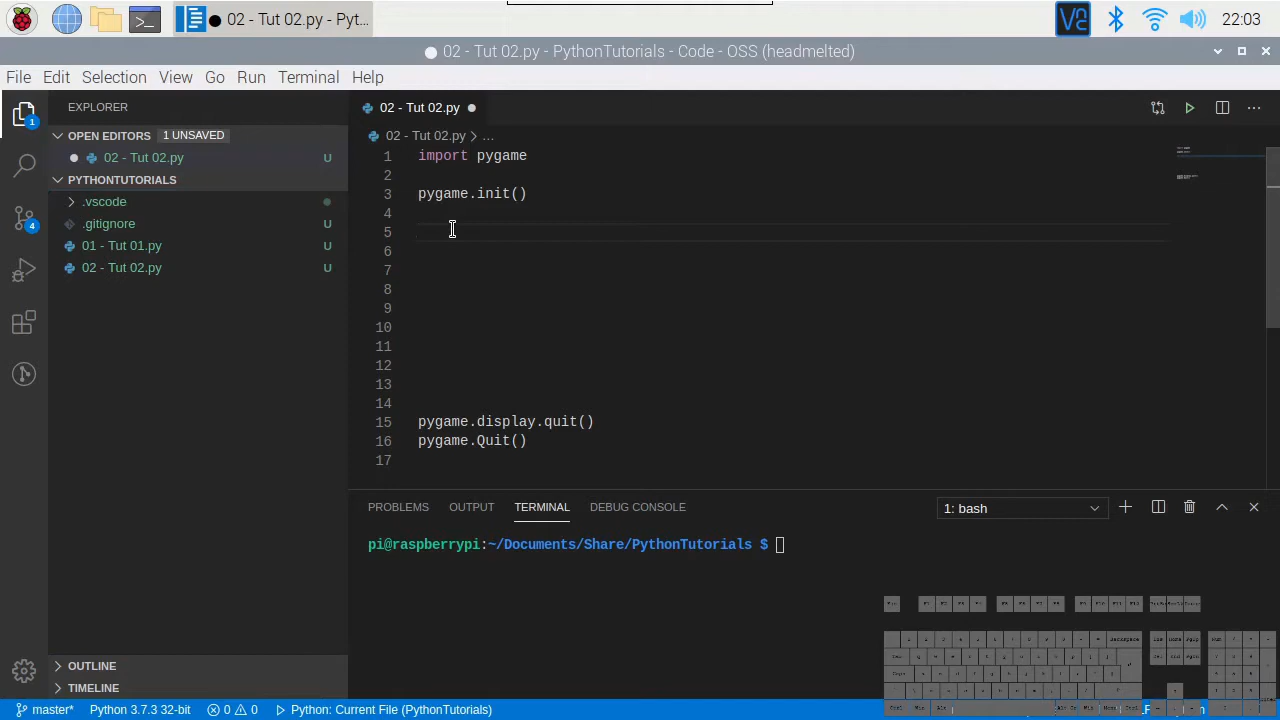 02 - Tut 02.py - Pyt...
22:03
02 - Tut 02.py - PythonTutorials - Code - OSS (headmelted)
File Edit Selection View Go Run Terminal Help
EXPLORER
OPEN EDITORS 1 UNSAVED
02 - Tut 02.py U
PYTHONTUTORIALS
.vscode
.gitignore U
01 - Tut 01.py U
02 - Tut 02.py U
OUTLINE
TIMELINE
1
4
02 - Tut 02.py
02 - Tut 02.py > ...
1 import pygame
2
3 pygame.init()
4
5
6
7
8
9
10
11
12
13
14
15 pygame.display.quit()
16 pygame.Quit()
17
PROBLEMS OUTPUT TERMINAL DEBUG CONSOLE 1: bash
pi@raspberrypi:~/Documents/Share/PythonTutorials $
master* Python 3.7.3 32-bit 0 0 Python: Current File (PythonTutorials)